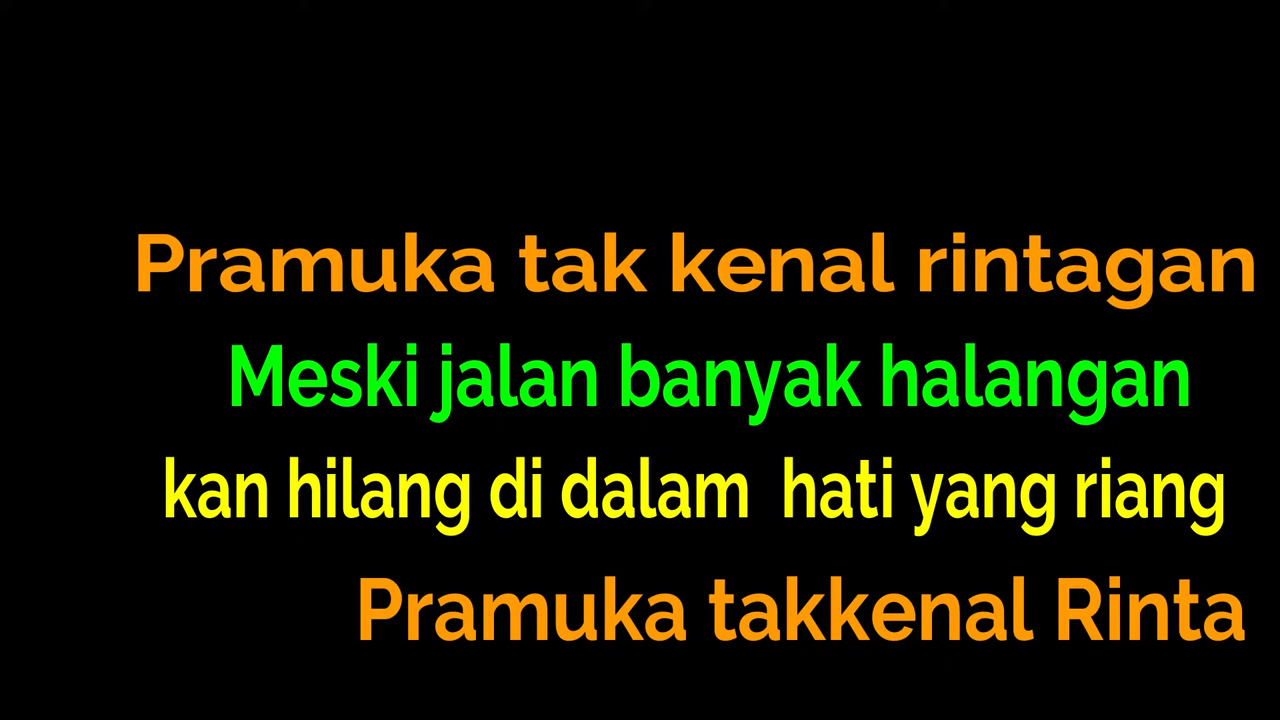 Pramuka tak kenal rintagan
Meski jalan banyak halangan
kan hilang di dalam hati yang riang
Pramuka takkenal Rinta